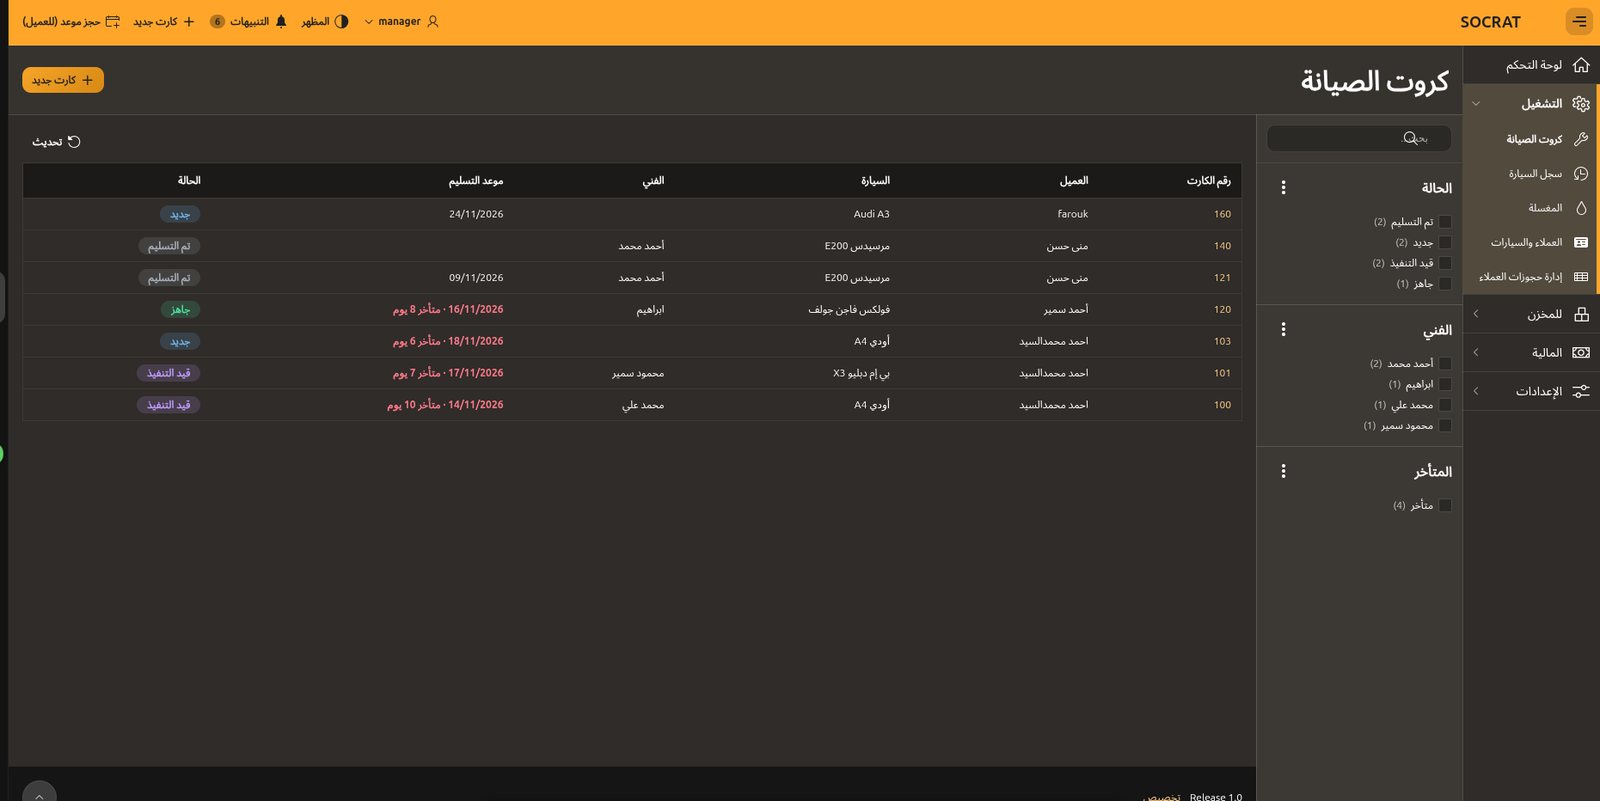 SOCRAT
manager
المظهر
التنبيهات 6
كارت جديد
حجز موعد (للعميل)
لوحة التحكم
التشغيل
كروت الصيانة
سجل السيارة
المغسلة
العملاء والسيارات
إدارة حجوزات العملاء
للمخزن
المالية
الإعدادات
كروت الصيانة
كارت جديد
الحالة
تم التسليم (2)
جديد (2)
قيد التنفيذ (2)
جاهز (1)
الفني
أحمد محمد (2)
ابراهيم (1)
محمد علي (1)
محمود سمير (1)
المتأخر
متأخر (4)
تحديث
رقم الكارت العميل السيارة الفني موعد التسليم الحالة
160 farouk Audi A3 24/11/2026 جديد
140 منى حسن مرسيدس E200 أحمد محمد تم التسليم
121 منى حسن مرسيدس E200 أحمد محمد 09/11/2026 تم التسليم
120 أحمد سمير فولكس فاجن جولف ابراهيم 16/11/2026 · متأخر 8 يوم جاهز
103 احمد محمدالسيد أودي A4 18/11/2026 · متأخر 6 يوم جديد
101 احمد محمدالسيد بي إم دبليو X3 محمود سمير 17/11/2026 · متأخر 7 يوم قيد التنفيذ
100 احمد محمدالسيد أودي A4 محمد علي 14/11/2026 · متأخر 10 يوم قيد التنفيذ
Release 1.0 تخصيص